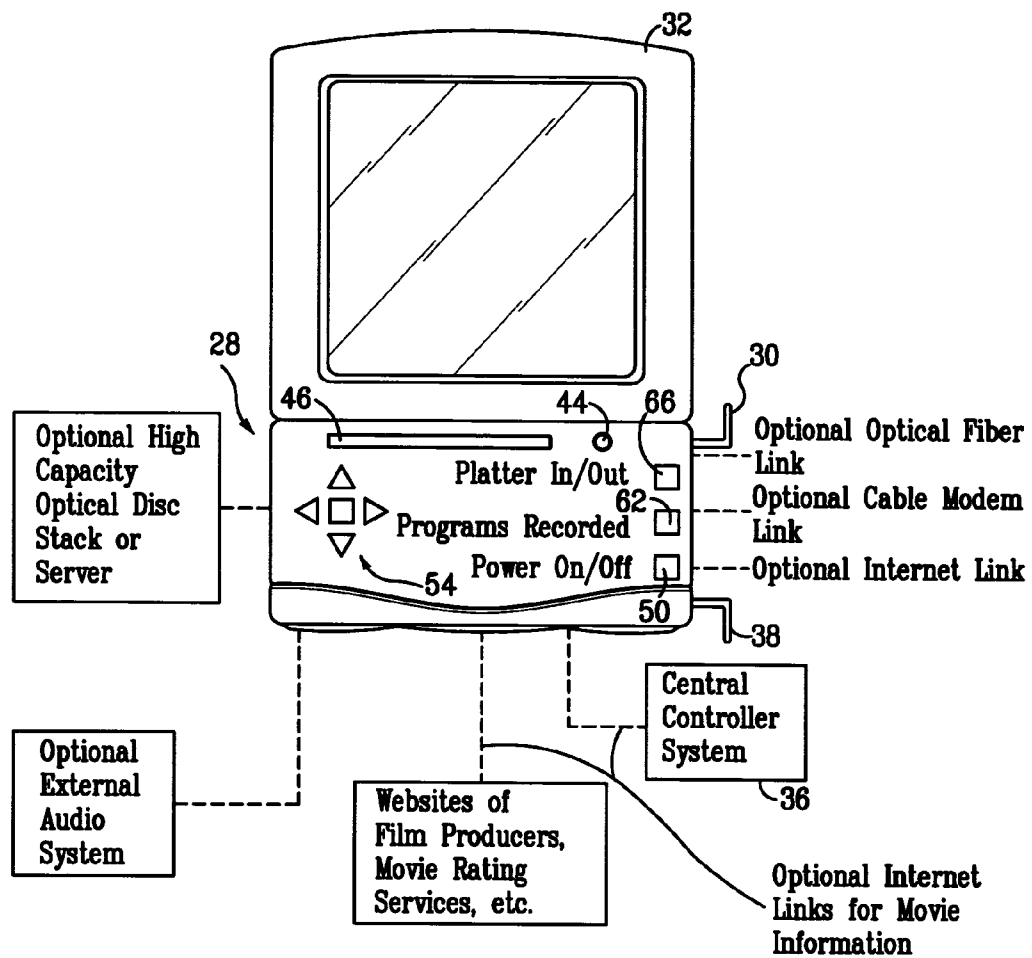 32
28
30
46
44
66
Optional High
Capacity
Optical Disc
Stack or
Server
Platter In/Out
Optional Optical Fiber
Link
Programs Recorded
62
Optional Cable Modem
Link
Power On/Off
Optional Internet Link
54
50
38
Central
Controller
System
36
Optional
External
Audio
System
Websites of
Film Producers,
Movie Rating
Services, etc.
Optional Internet
Links for Movie
Information